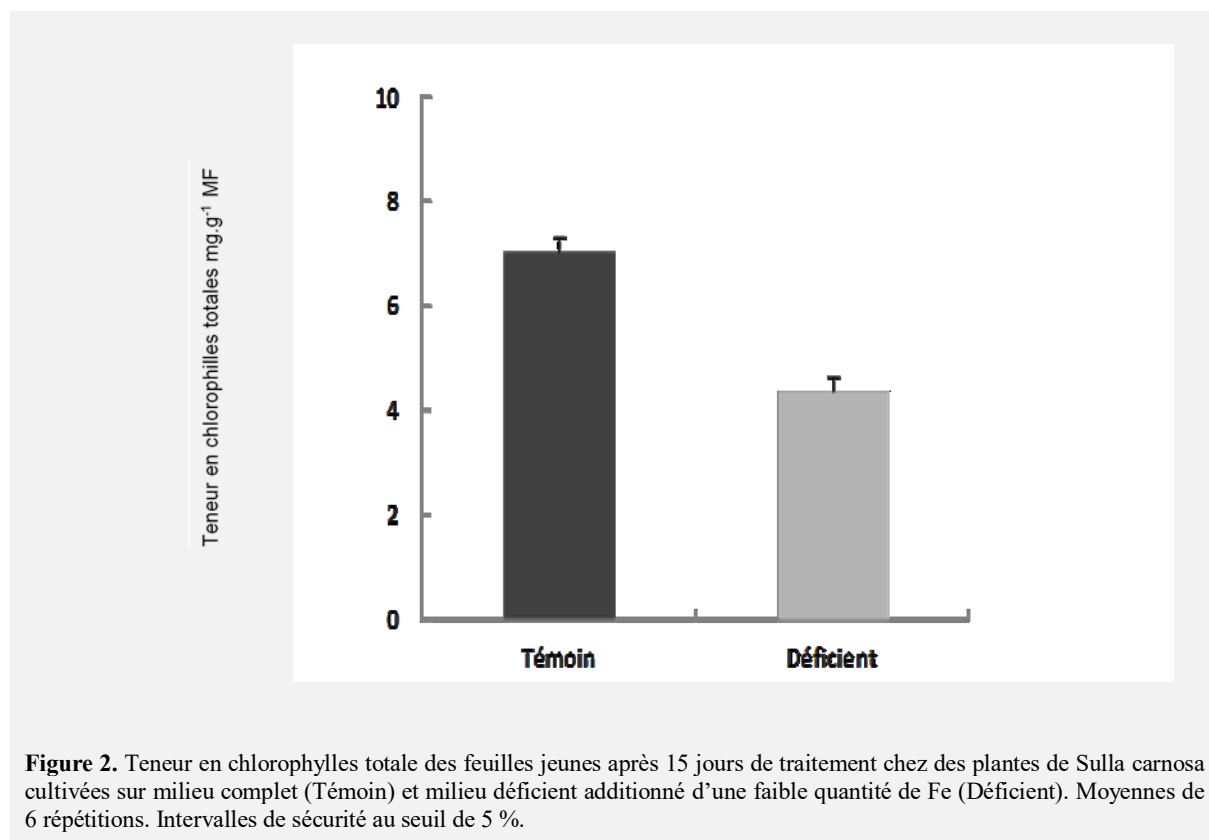 Teneur en chlorophilles totales mg.g⁻¹ MF
10
8
6
4
2
0
Témoin Déficient
Figure 2. Teneur en chlorophylles totale des feuilles jeunes après 15 jours de traitement chez des plantes de Sulla carnosa
cultivées sur milieu complet (Témoin) et milieu déficient additionné d’une faible quantité de Fe (Déficient). Moyennes de
6 répétitions. Intervalles de sécurité au seuil de 5 %.